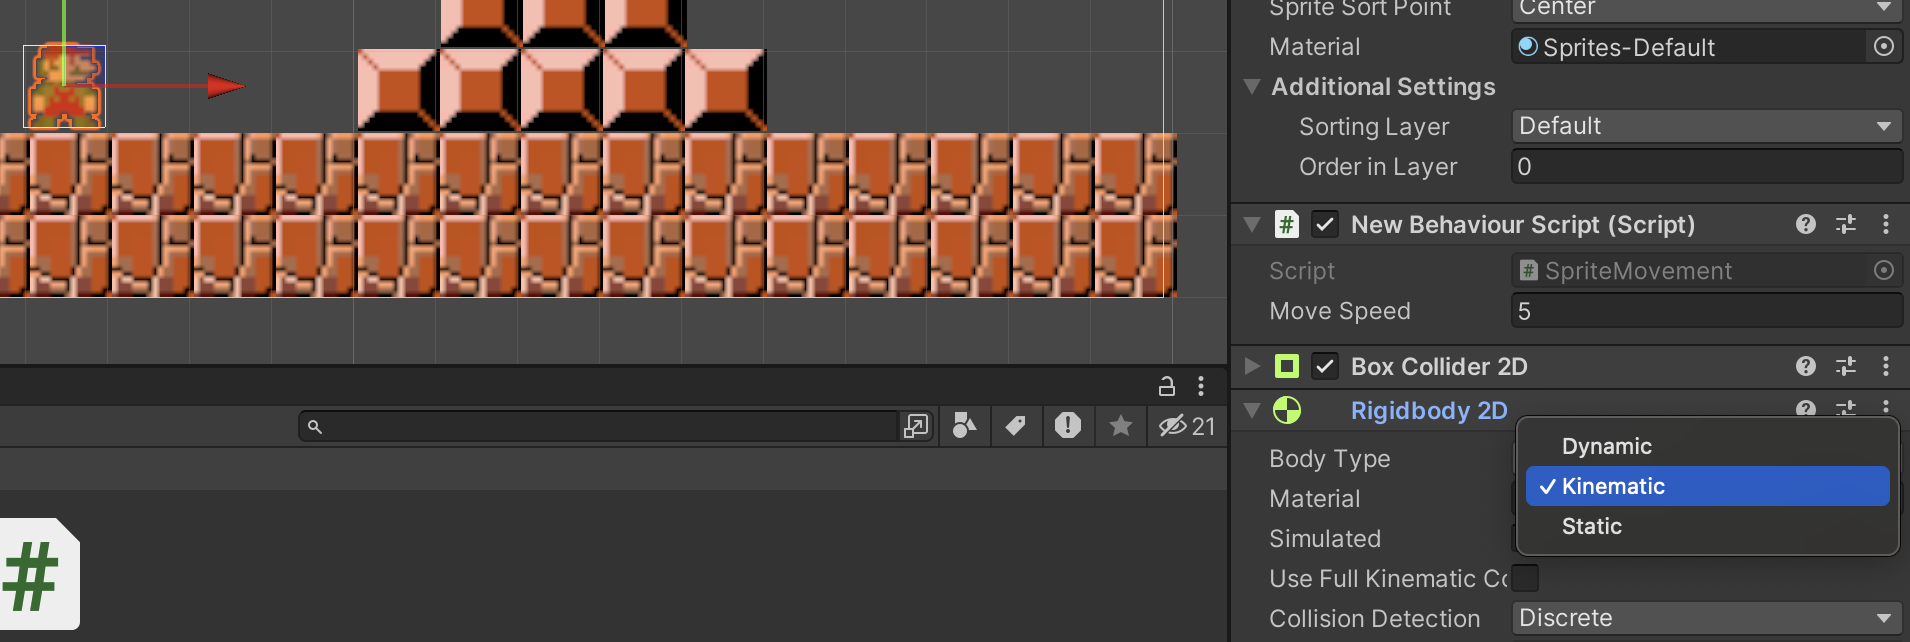 Sprite Sort Point Center
Material Sprites-Default
Additional Settings
Sorting Layer Default
Order in Layer 0
# New Behaviour Script (Script)
Script # SpriteMovement
Move Speed 5
Box Collider 2D
Rigidbody 2D
Body Type
Dynamic
Kinematic
Static
Material
Simulated
Use Full Kinematic Co
Collision Detection Discrete
21
#